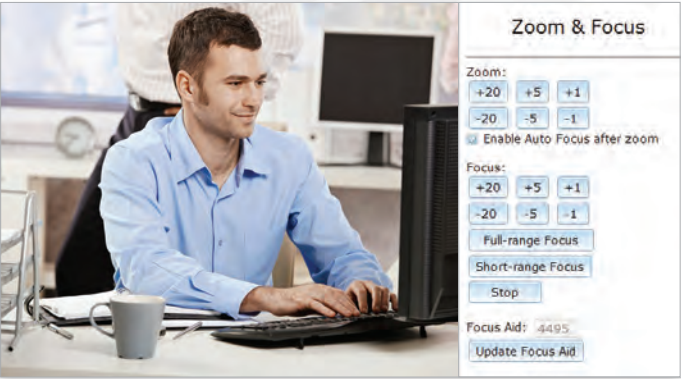 Zoom & Focus
Zoom:
+20 +5 +1
-20 -5 -1
Enable Auto Focus after zoom
Focus:
+20 +5 +1
-20 -5 -1
Full-range Focus
Short-range Focus
Stop
Focus Aid: 4495
Update Focus Aid